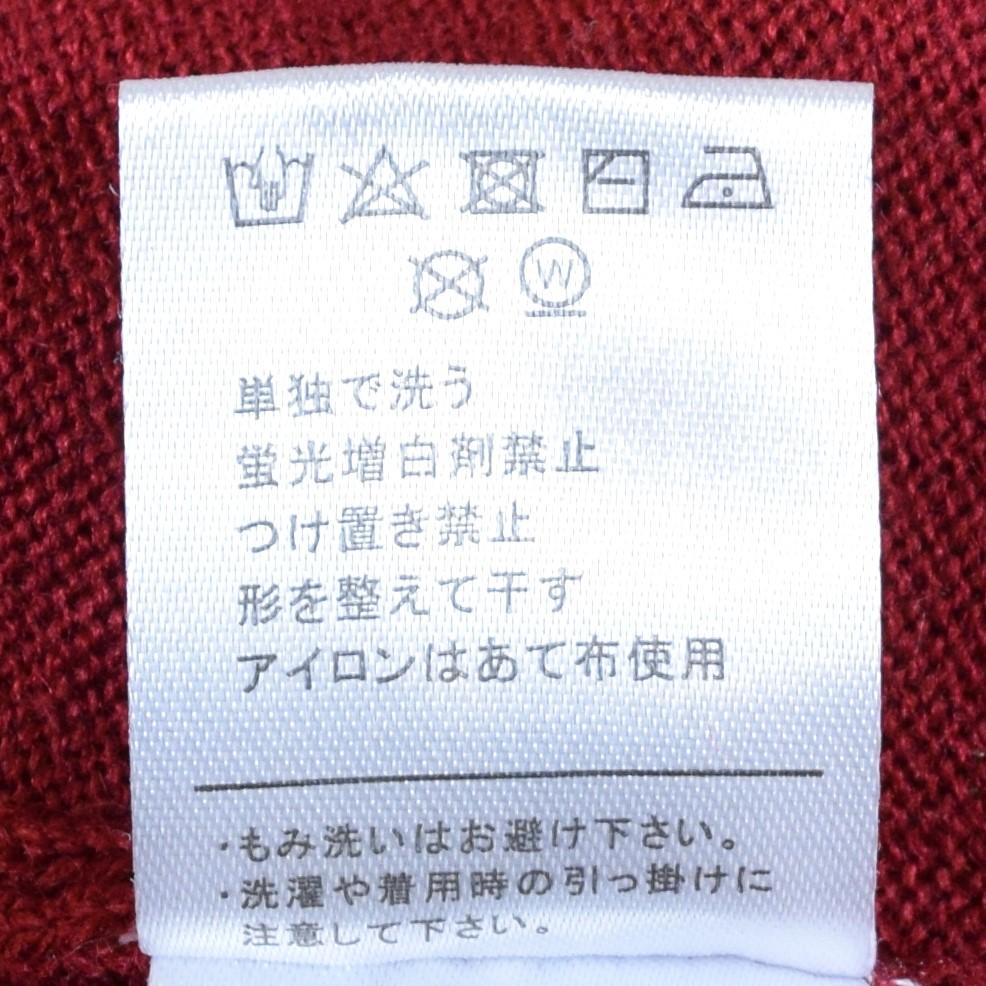 W
単独で洗う
蛍光増白剤禁止
つけ置き禁止
形を整えて干す
アイロンはあて布使用
・もみ洗いはお避け下さい。
・洗濯や着用時の引っ掛けに
注意して下さい。